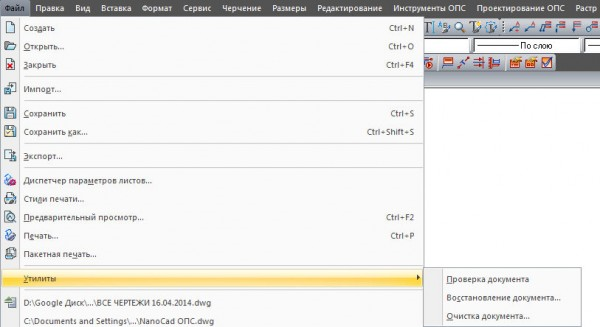 Файл Правка Вид Вставка Формат Сервис Черчение Размеры Редактирование Инструменты ОПС Проектирование ОПС Растр
Создать Ctrl+N
Открыть... Ctrl+O
Закрыть Ctrl+F4
По слою
Импорт...
Сохранить Ctrl+S
Сохранить как... Ctrl+Shift+S
Экспорт...
Диспетчер параметров листов...
Стили печати...
Предварительный просмотр... Ctrl+F2
Печать... Ctrl+P
Пакетная печать...
Утилиты
Проверка документа
Восстановление документа...
Очистка документа...
D:\Google Диск\...\ВСЕ ЧЕРТЕЖИ 16.04.2014.dwg
C:\Documents and Settings\...\NanoCad ОПС.dwg